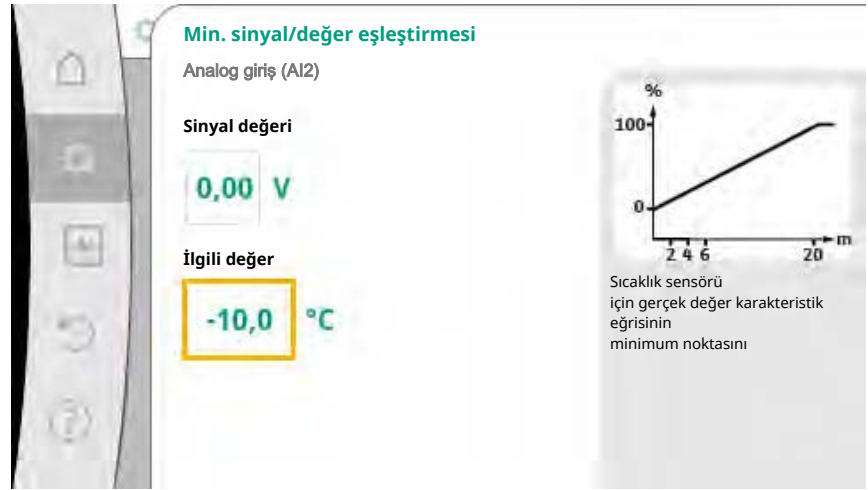 Min. sinyal/değer eşleştirmesi
Analog giriş (AI2)
Sinyal değeri
0,00 V
İlgili değer
-10,0 °C
%
100
0
2 4 6 20 m
Sıcaklık sensörü
için gerçek değer karakteristik
eğrisinin
minimum noktasını